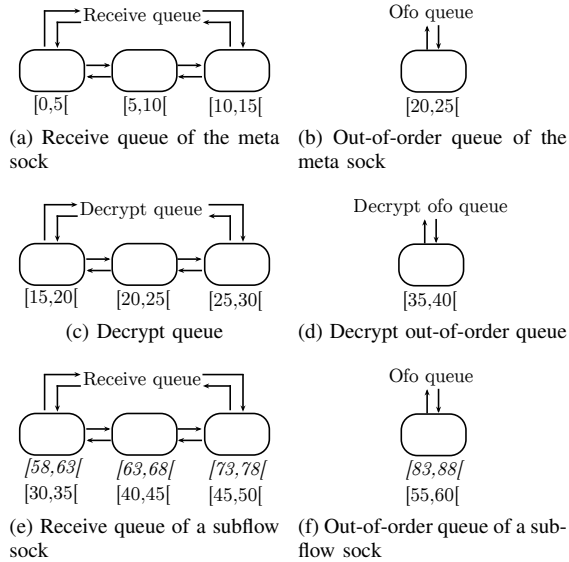 Receive queue
[0,5[ [5,10[ [10,15[
(a) Receive queue of the meta
sock
Ofo queue
[20,25[
(b) Out-of-order queue of the
meta sock
Decrypt queue
[15,20[ [20,25[ [25,30[
(c) Decrypt queue
Decrypt ofo queue
[35,40[
(d) Decrypt out-of-order queue
Receive queue
[58,63[ [63,68[ [73,78[
[30,35[ [40,45[ [45,50[
(e) Receive queue of a subflow
sock
Ofo queue
[83,88[
[55,60[
(f) Out-of-order queue of a sub-
flow sock